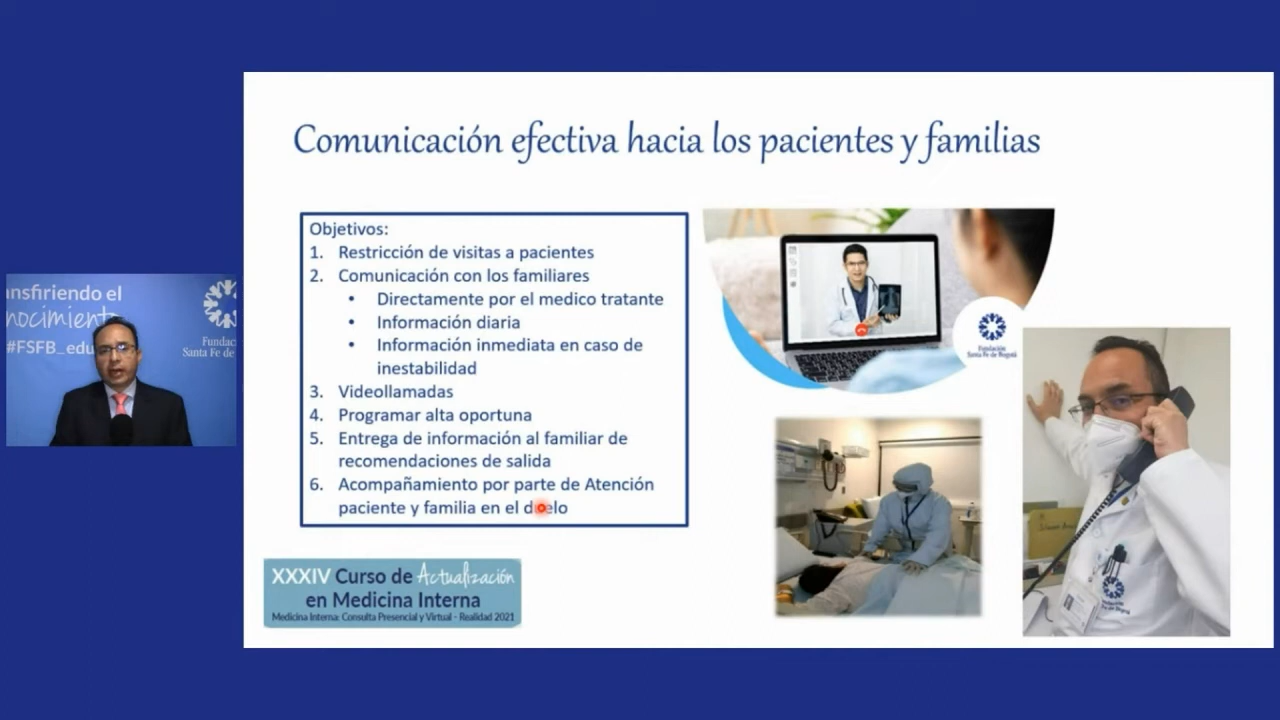 Comunicación efectiva hacia los pacientes y familias
Objetivos:
1. Restricción de visitas a pacientes
2. Comunicación con los familiares
• Directamente por el medico tratante
• Información diaria
• Información inmediata en caso de
inestabilidad
3. Videollamadas
4. Programar alta oportuna
5. Entrega de información al familiar de
recomendaciones de salida
6. Acompañamiento por parte de Atención
paciente y familia en el duelo
Fundación
Santa Fe de Bogotá
XXXIV Curso de Actualización
en Medicina Interna
Medicina Interna: Consulta Presencial y Virtual - Realidad 2021
ansfiriendo el
nocimiento
#FSFB_edu
Fundac
Santa Fe de